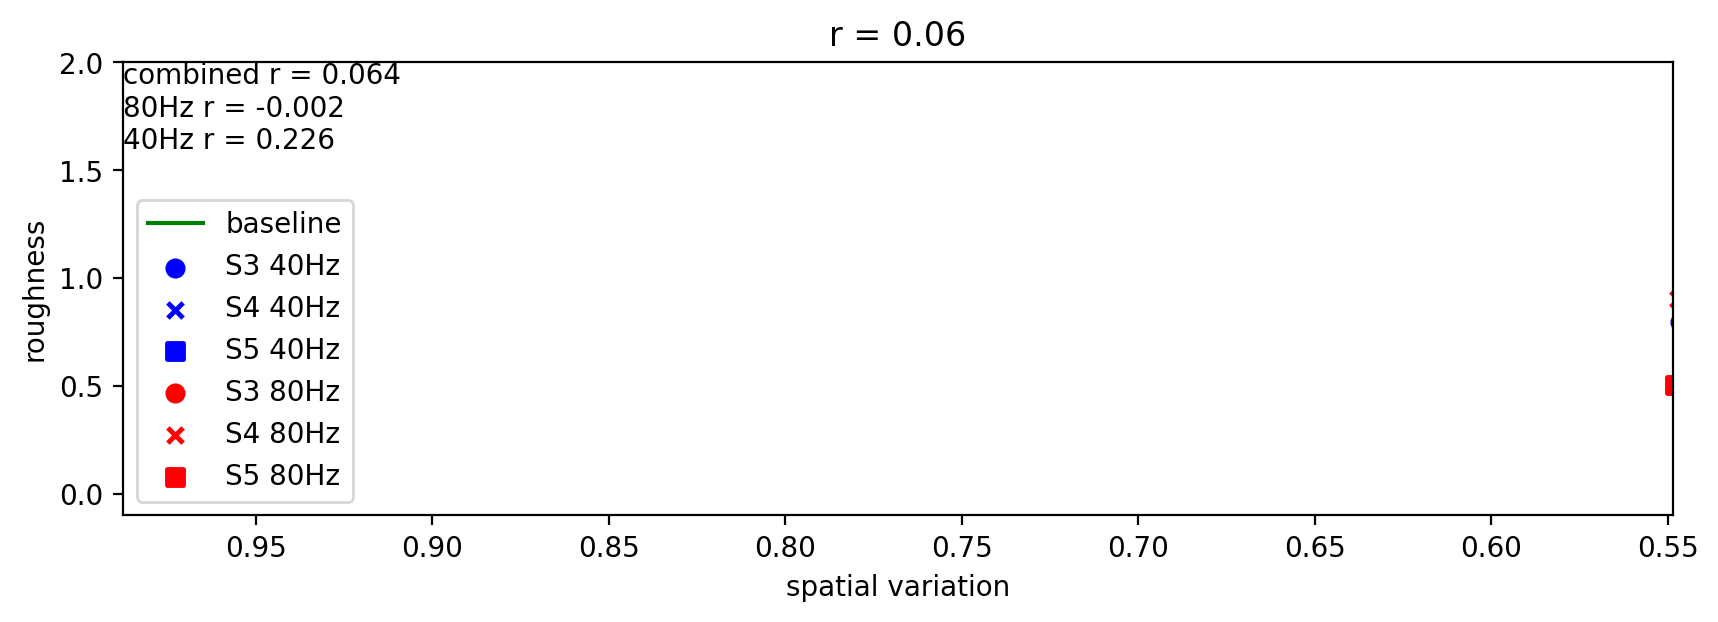 r = 0.06
2.0
combined r = 0.064
80Hz r = -0.002
40Hz r = 0.226
1.5
1.0
0.5
0.0
roughness
baseline
S3 40Hz
S4 40Hz
S5 40Hz
S3 80Hz
S4 80Hz
S5 80Hz
0.95 0.90 0.85 0.80 0.75 0.70 0.65 0.60 0.55
spatial variation